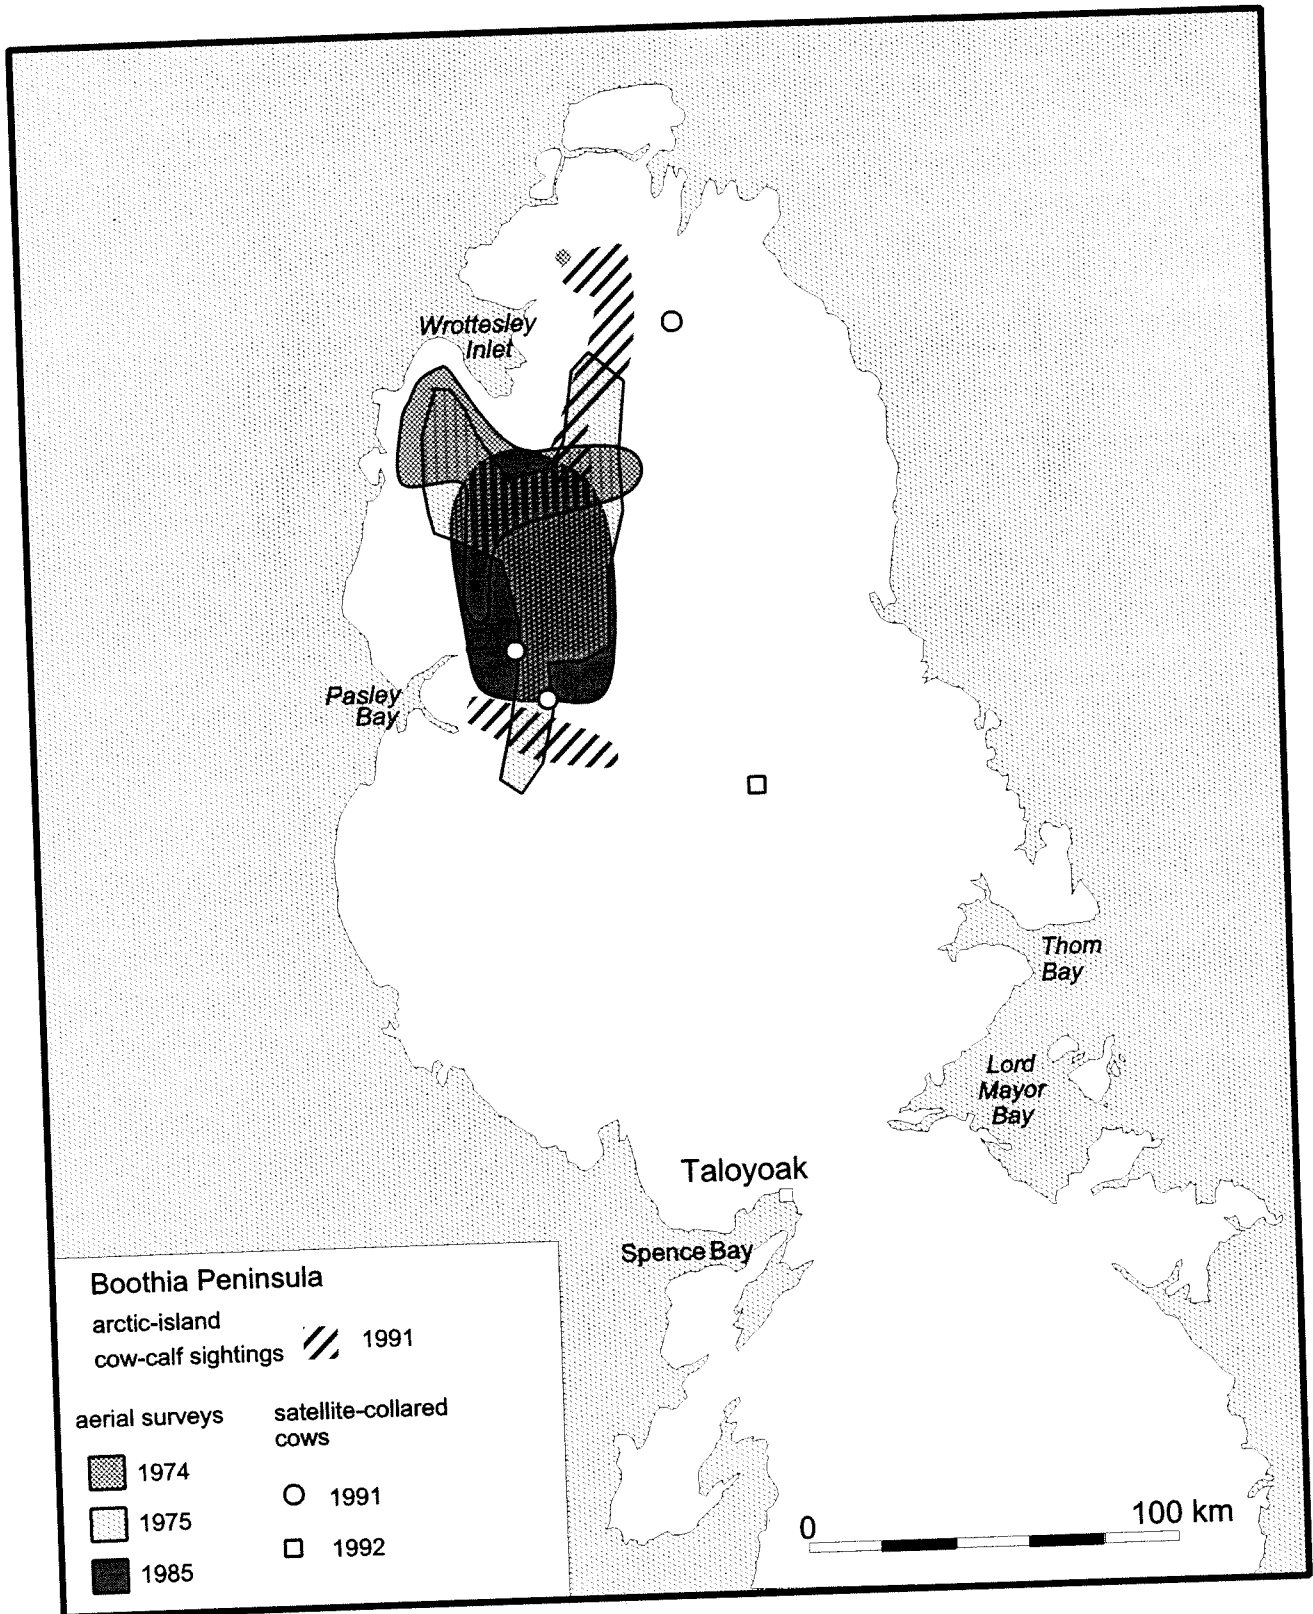 Wrottesley
Inlet
Pasley
Bay
Thom
Bay
Lord
Mayor
Bay
Taloyoak
Spence Bay
Boothia Peninsula
arctic-island
cow-calf sightings
1991
aerial surveys
1974
1975
1985
satellite-collared
cows
1991
1992
0
100 km